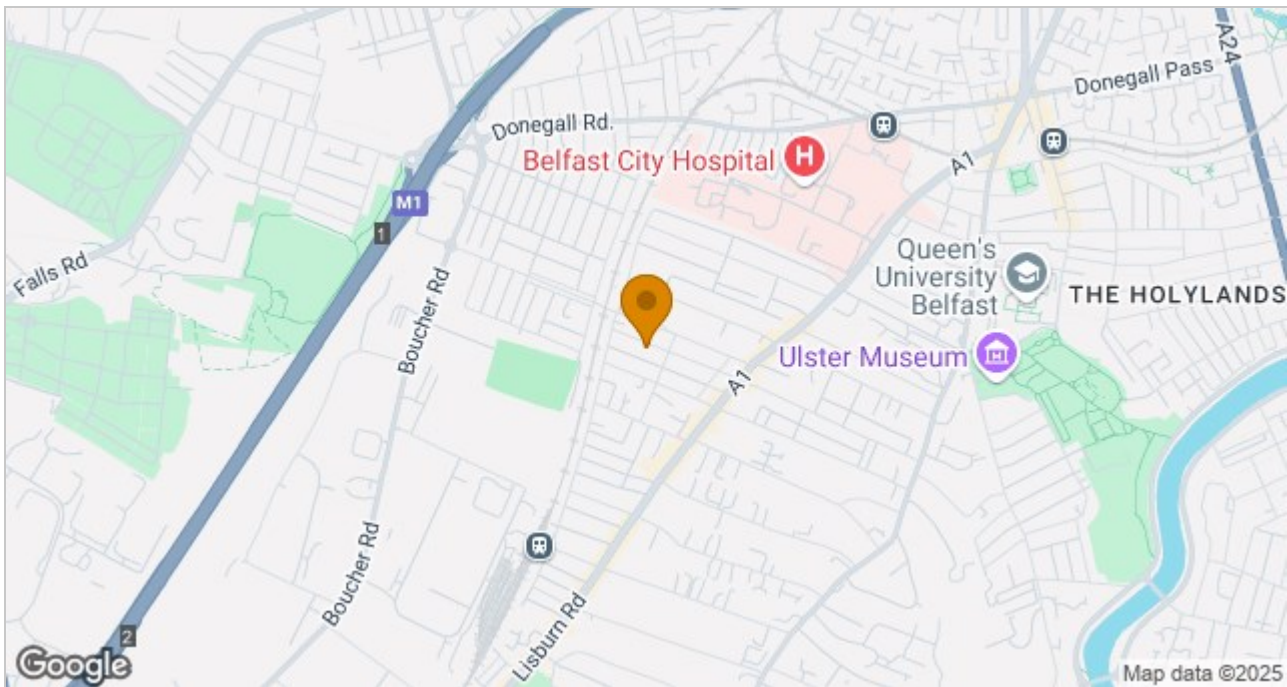 A24
Donegall Pass
Donegall Rd.
Belfast City Hospital
H
A1
M1
1
Falls Rd
Boucher Rd
Queen's
University
Belfast
THE HOLYLANDS
Ulster Museum
M
A1
Boucher Rd
Lisburn Rd
2
Google
Map data ©2025